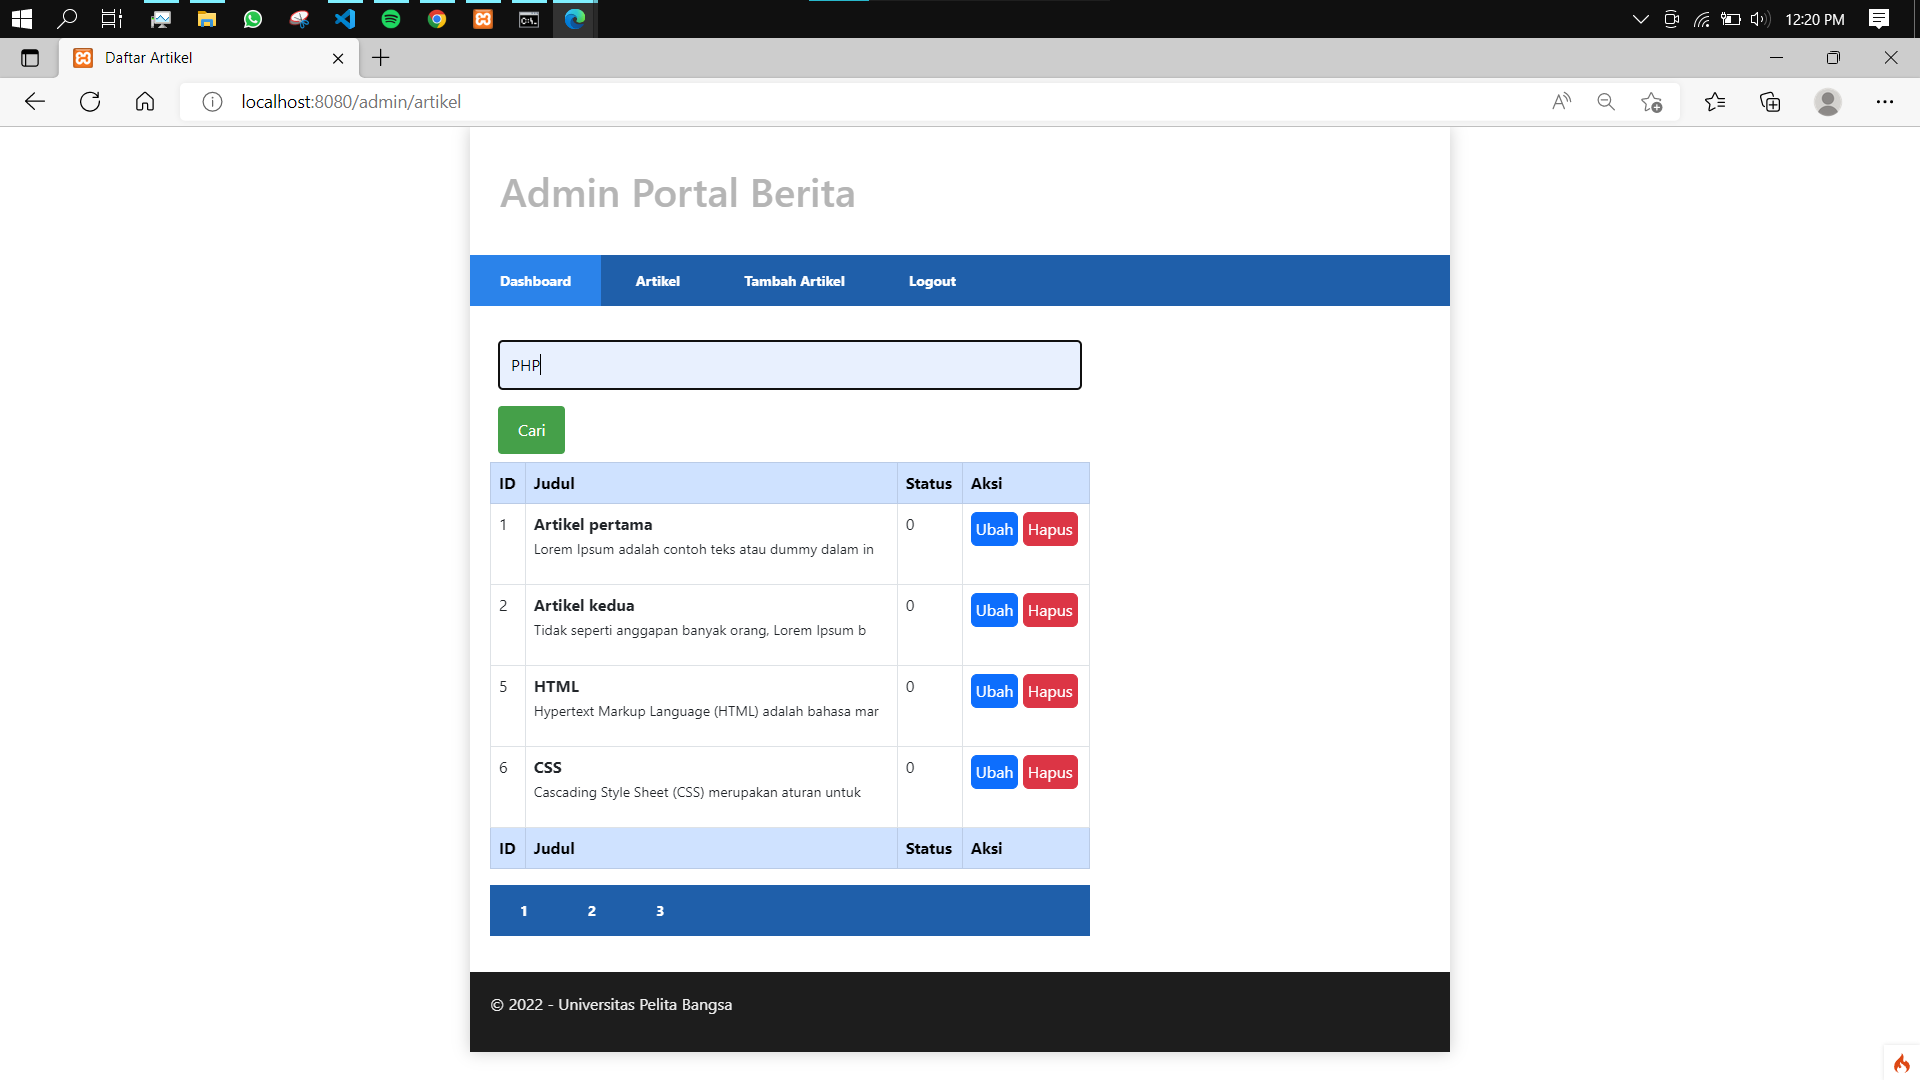 12:20 PM
Daftar Artikel
localhost:8080/admin/artikel
Admin Portal Berita
Dashboard Artikel Tambah Artikel Logout
PHP
Cari
ID Judul Status Aksi
1 Artikel pertama 0 Ubah Hapus
Lorem Ipsum adalah contoh teks atau dummy dalam in
2 Artikel kedua 0 Ubah Hapus
Tidak seperti anggapan banyak orang, Lorem Ipsum b
5 HTML 0 Ubah Hapus
Hypertext Markup Language (HTML) adalah bahasa mar
6 CSS 0 Ubah Hapus
Cascading Style Sheet (CSS) merupakan aturan untuk
ID Judul Status Aksi
1 2 3
© 2022 - Universitas Pelita Bangsa